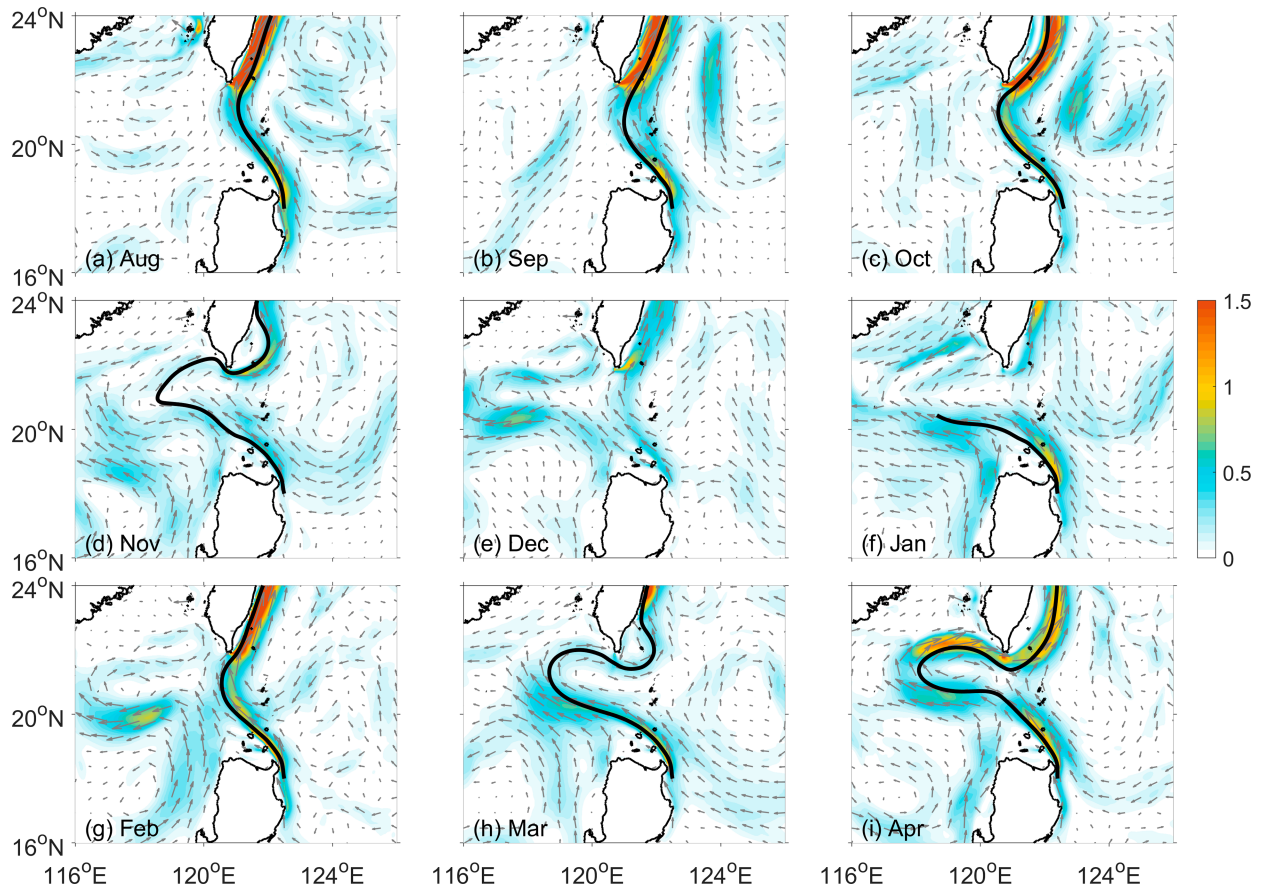 24°N
20°N
16°N
(a) Aug
(b) Sep
(c) Oct
24°N
20°N
16°N
(d) Nov
(e) Dec
(f) Jan
1.5
1
0.5
0
24°N
20°N
16°N
(g) Feb
(h) Mar
(i) Apr
116°E 120°E 124°E 116°E 120°E 124°E 116°E 120°E 124°E